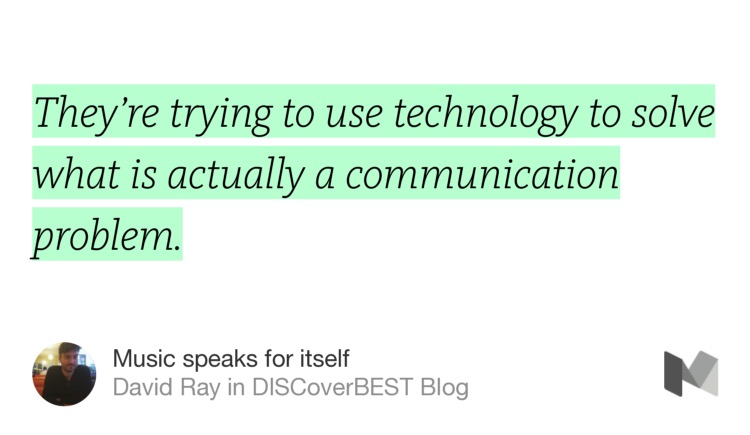 They’re trying to use technology to solve
what is actually a communication
problem.
Music speaks for itself
David Ray in DISCoverBEST Blog